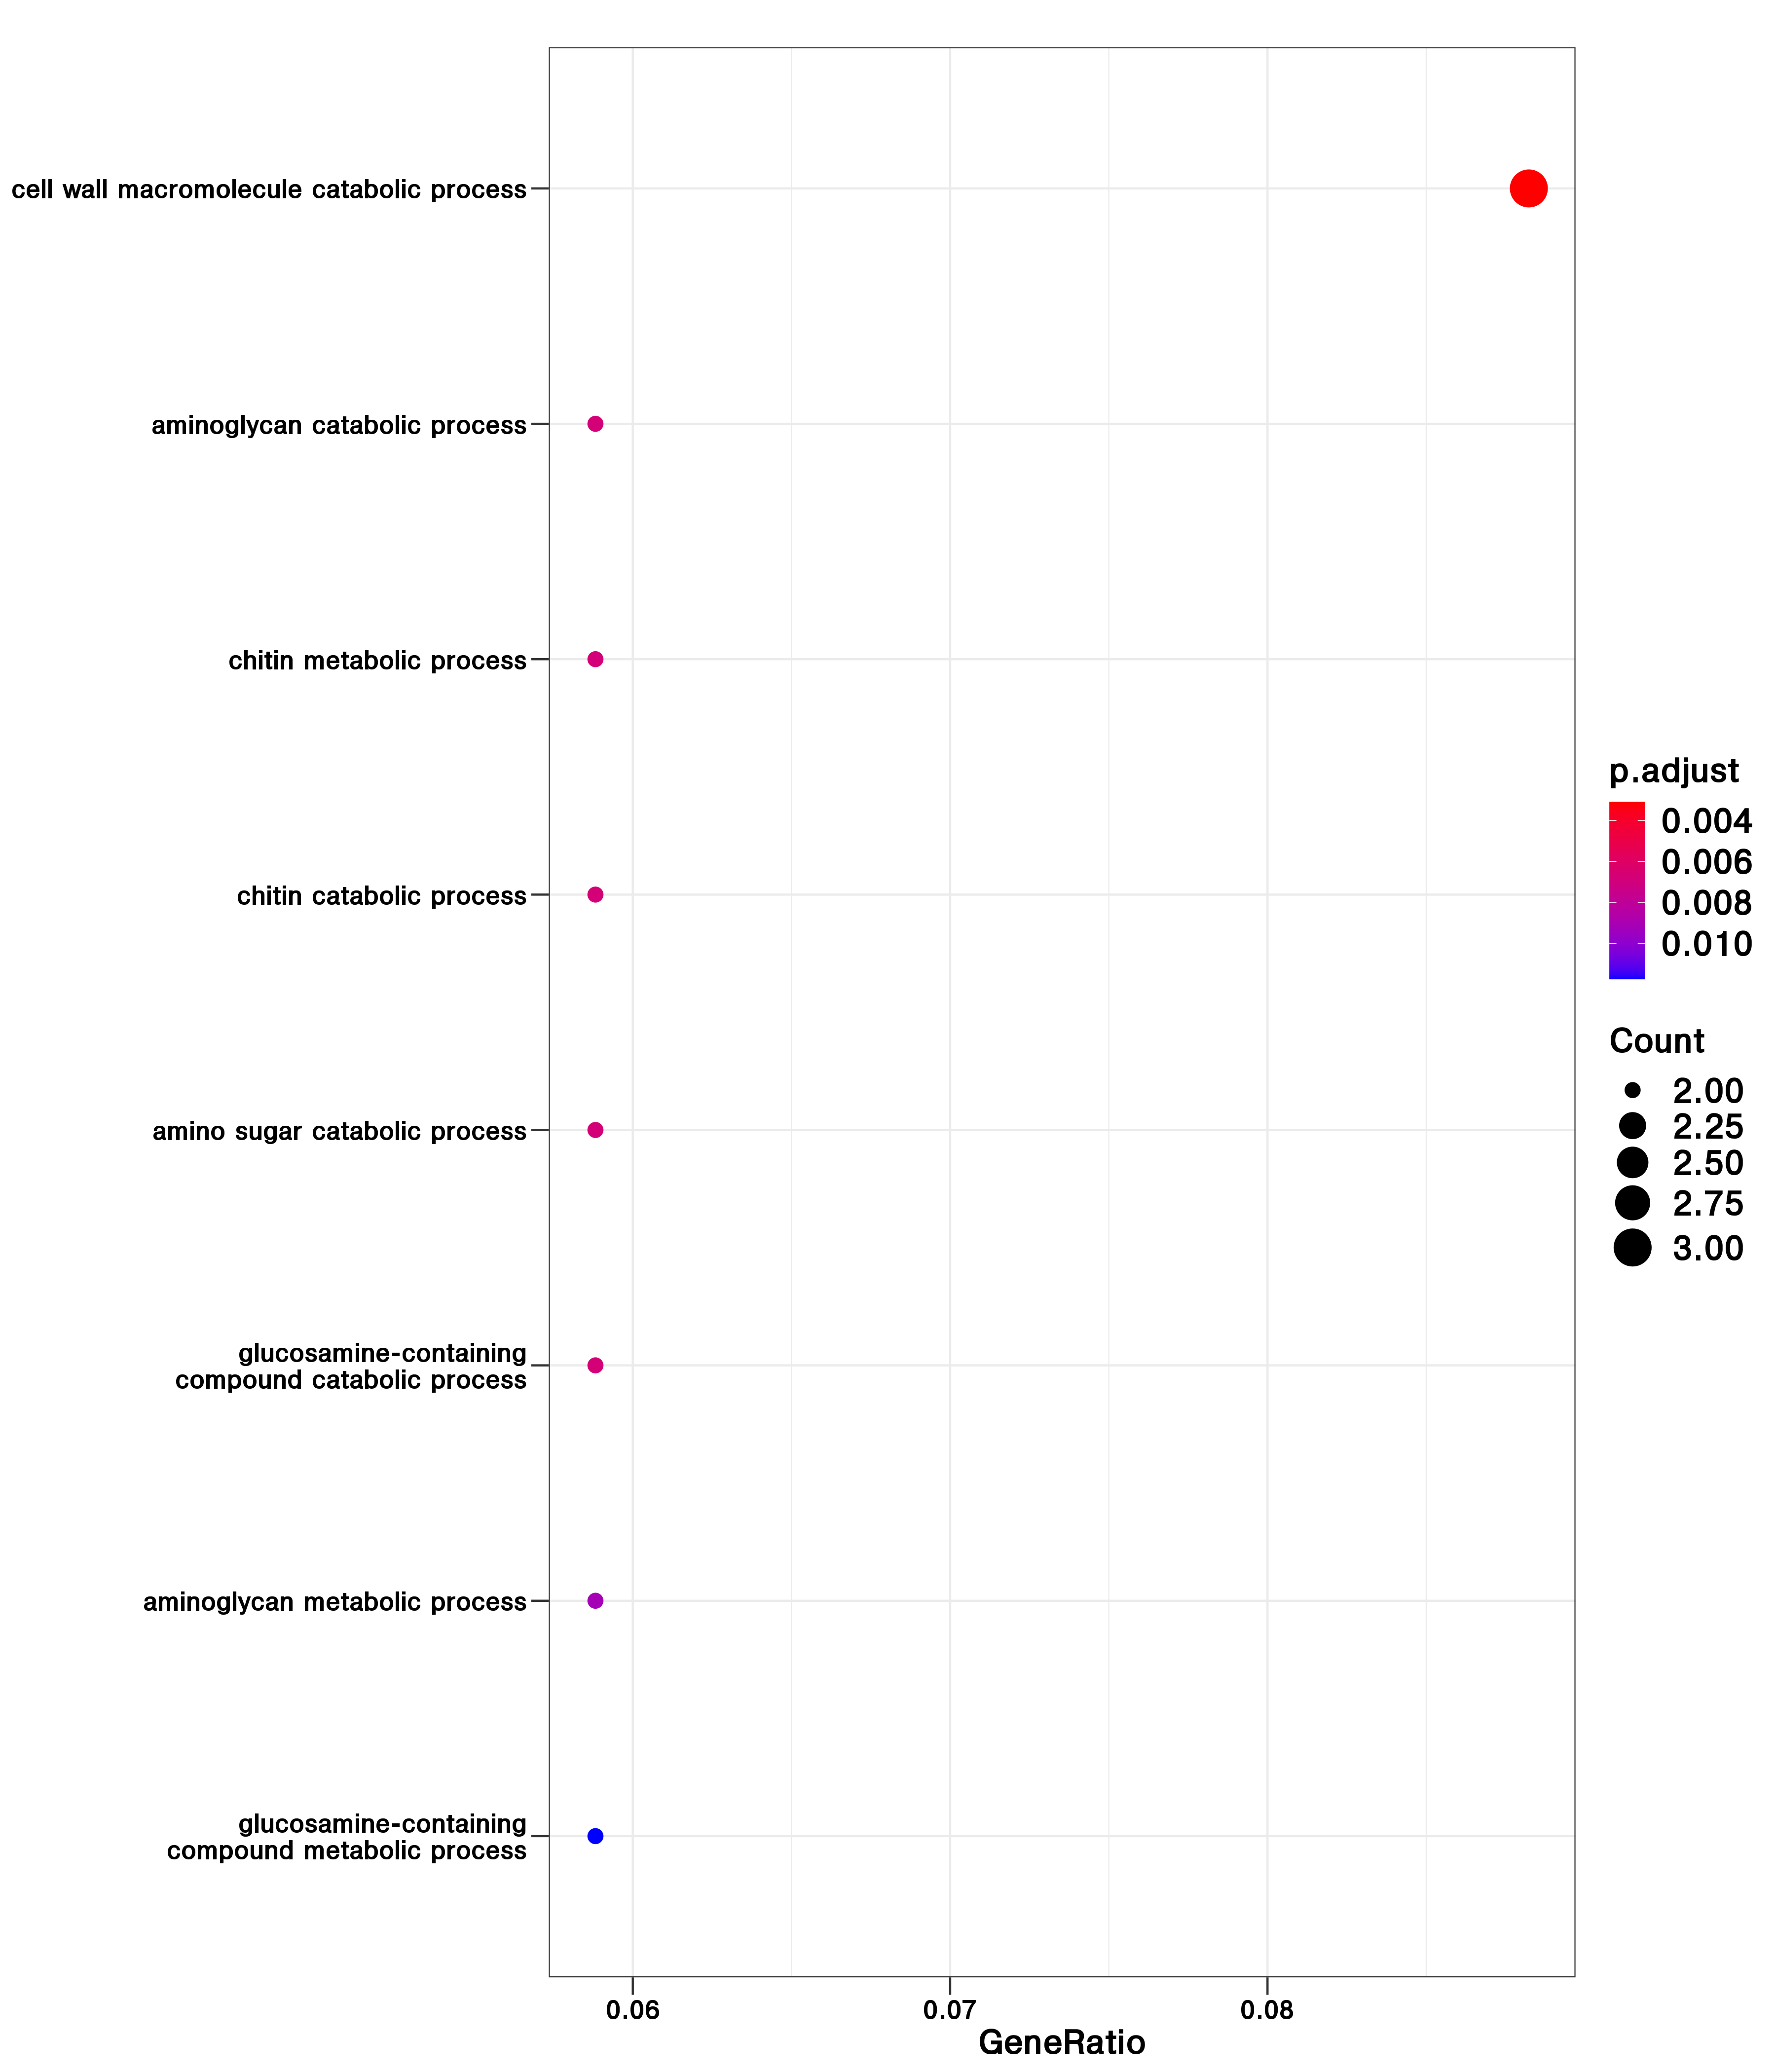 cell wall macromolecule catabolic process
aminoglycan catabolic process
chitin metabolic process
chitin catabolic process
amino sugar catabolic process
glucosamine-containing
compound catabolic process
aminoglycan metabolic process
glucosamine-containing
compound metabolic process
0.06
0.07
0.08
GeneRatio
p.adjust
0.004
0.006
0.008
0.010
Count
2.00
2.25
2.50
2.75
3.00